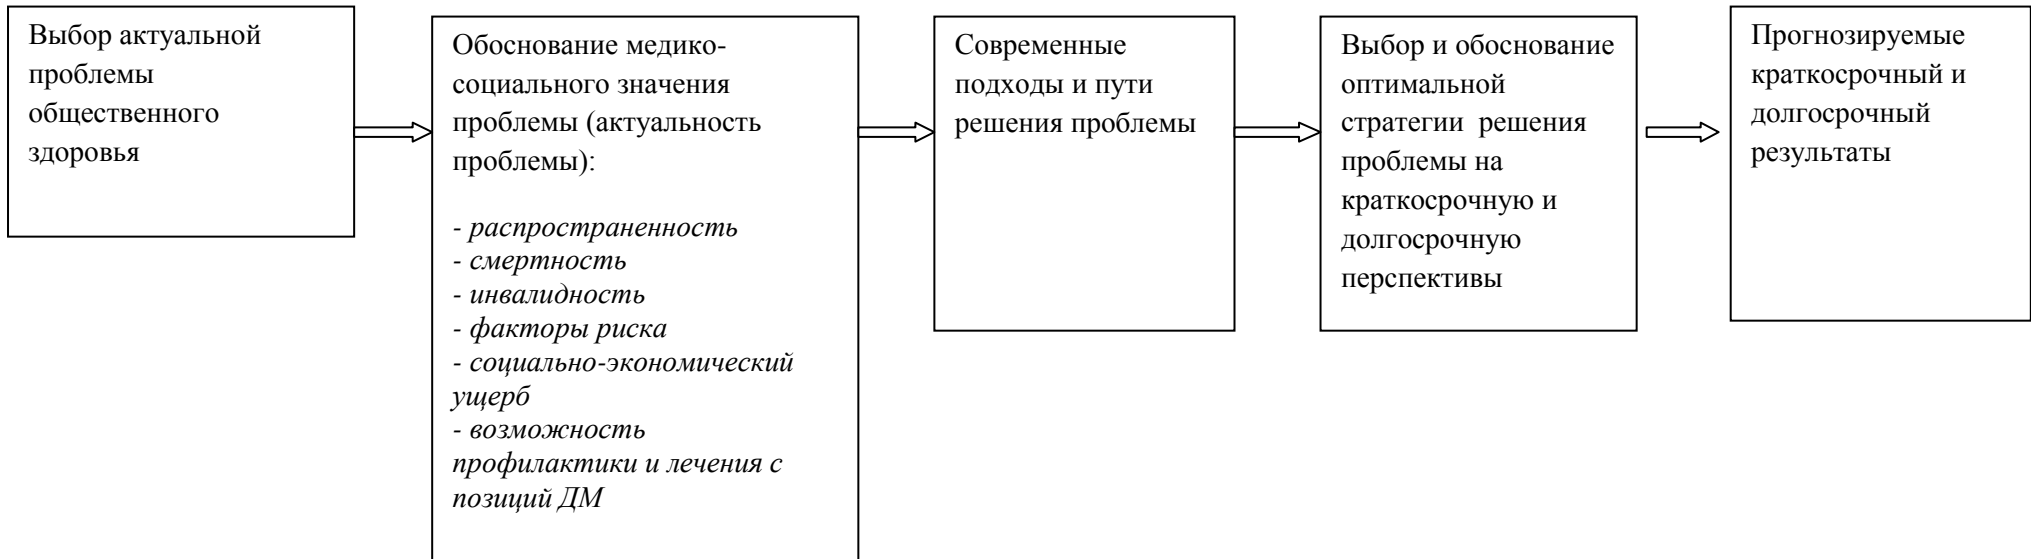 Выбор актуальной
проблемы
общественного
здоровья
Обоснование медико-
социального значения
проблемы (актуальность
проблемы):
- распространенность
- смертность
- инвалидность
- факторы риска
- социально-экономический
ущерб
- возможность
профилактики и лечения с
позиций ДМ
Современные
подходы и пути
решения проблемы
Выбор и обоснование
оптимальной
стратегии  решения
проблемы на
краткосрочную и
долгосрочную
перспективы
Прогнозируемые
краткосрочный и
долгосрочный
результаты